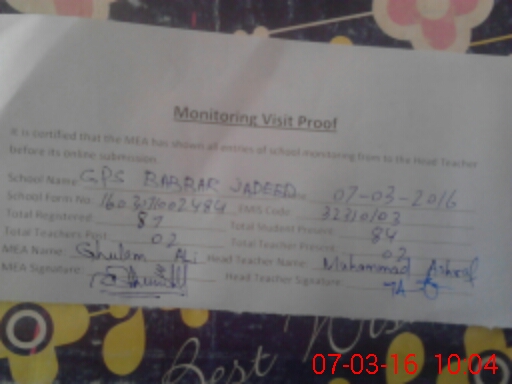 Monitoring Visit Proof
It is certified that the MEA has shown all entries of school monitoring from to the Head Teacher
before its online submission
School Name GPS BABBAR JADEED 07-03-2016
School Form No. EMIS Code 32310103
Total Registered: 87 Total Student Present: 84
Total Teachers Post: 02 Total Teacher Present: 02
MEA Name: Ghulam Head Teacher Name: Muhammad Ashraf
MEA Signature: Head Teacher Signature:
Best Wis
07-03-16 10:04